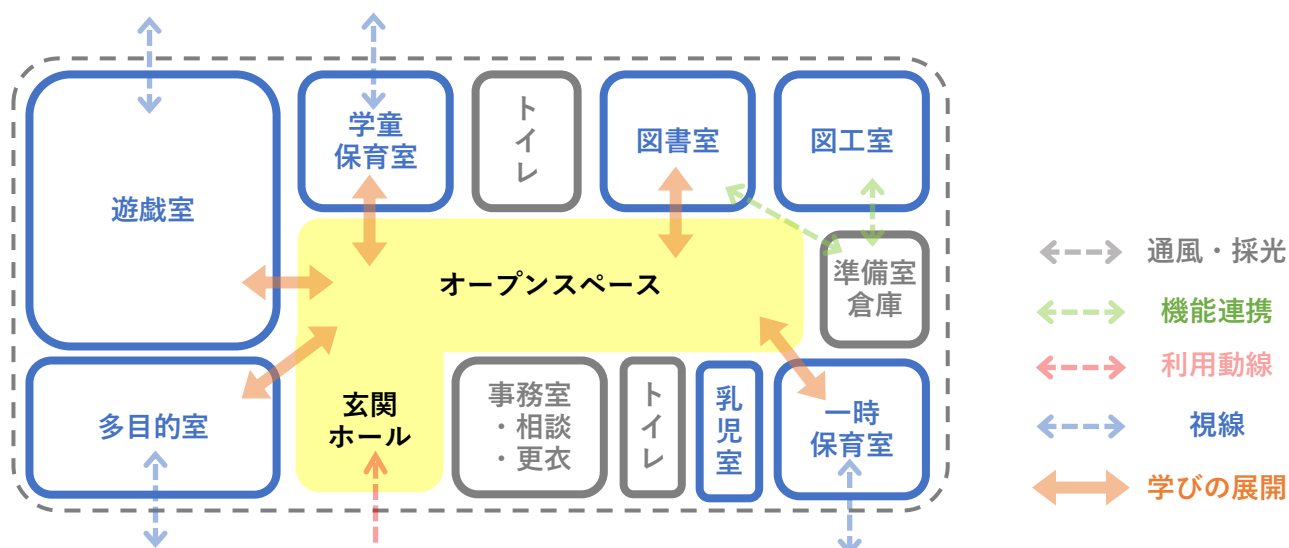 学童
保育室
トイレ
図書室
図工室
遊戯室
オープンスペース
準備室
倉庫
多目的室
玄関
ホール
事務室
・相談
・更衣
トイレ
乳児室
一時
保育室
通風・採光
機能連携
利用動線
視線
学びの展開